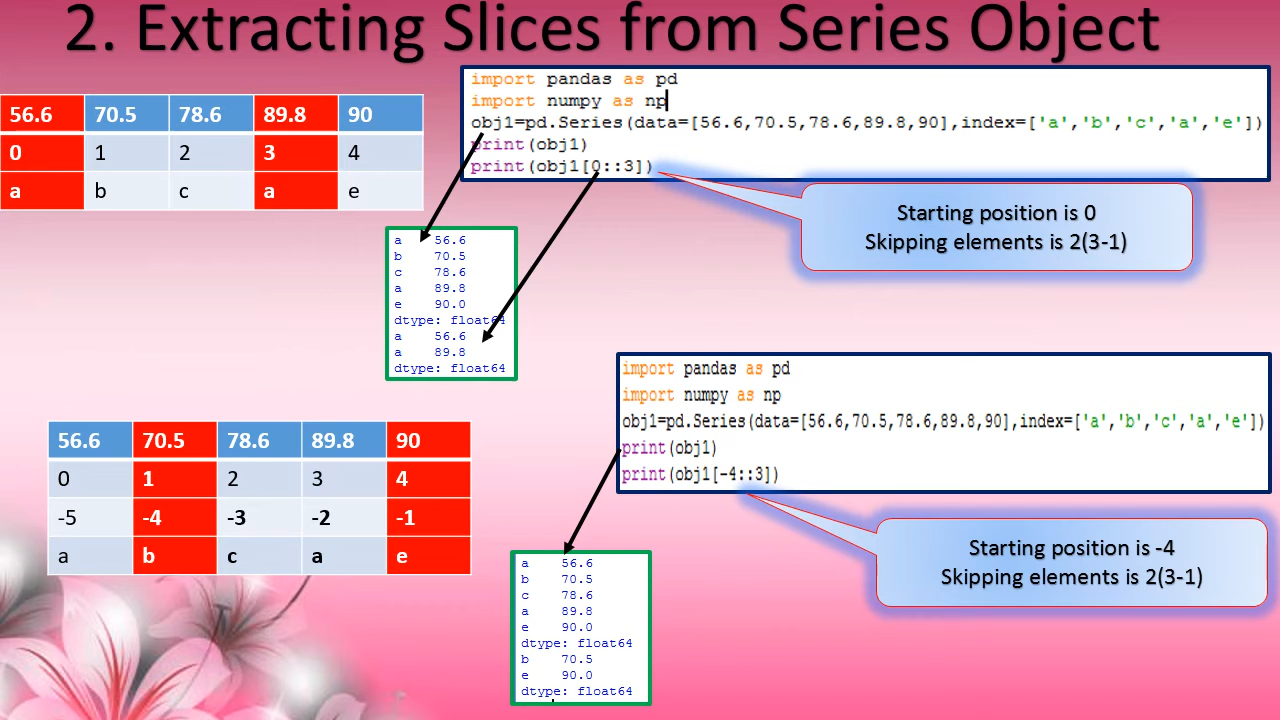 2. Extracting Slices from Series Object
56.6 70.5 78.6 89.8 90
0 1 2 3 4
a b c a e
import pandas as pd
import numpy as np
obj1=pd.Series(data=[56.6,70.5,78.6,89.8,90],index=['a','b','c','a','e'])
print(obj1)
print(obj1[0::3])
Starting position is 0
Skipping elements is 2(3-1)
a 56.6
b 70.5
c 78.6
a 89.8
e 90.0
dtype: float64
a 56.6
a 89.8
dtype: float64
56.6 70.5 78.6 89.8 90
0 1 2 3 4
-5 -4 -3 -2 -1
a b c a e
import pandas as pd
import numpy as np
obj1=pd.Series(data=[56.6,70.5,78.6,89.8,90],index=['a','b','c','a','e'])
print(obj1)
print(obj1[-4::3])
Starting position is -4
Skipping elements is 2(3-1)
a 56.6
b 70.5
c 78.6
a 89.8
e 90.0
dtype: float64
b 70.5
e 90.0
dtype: float64